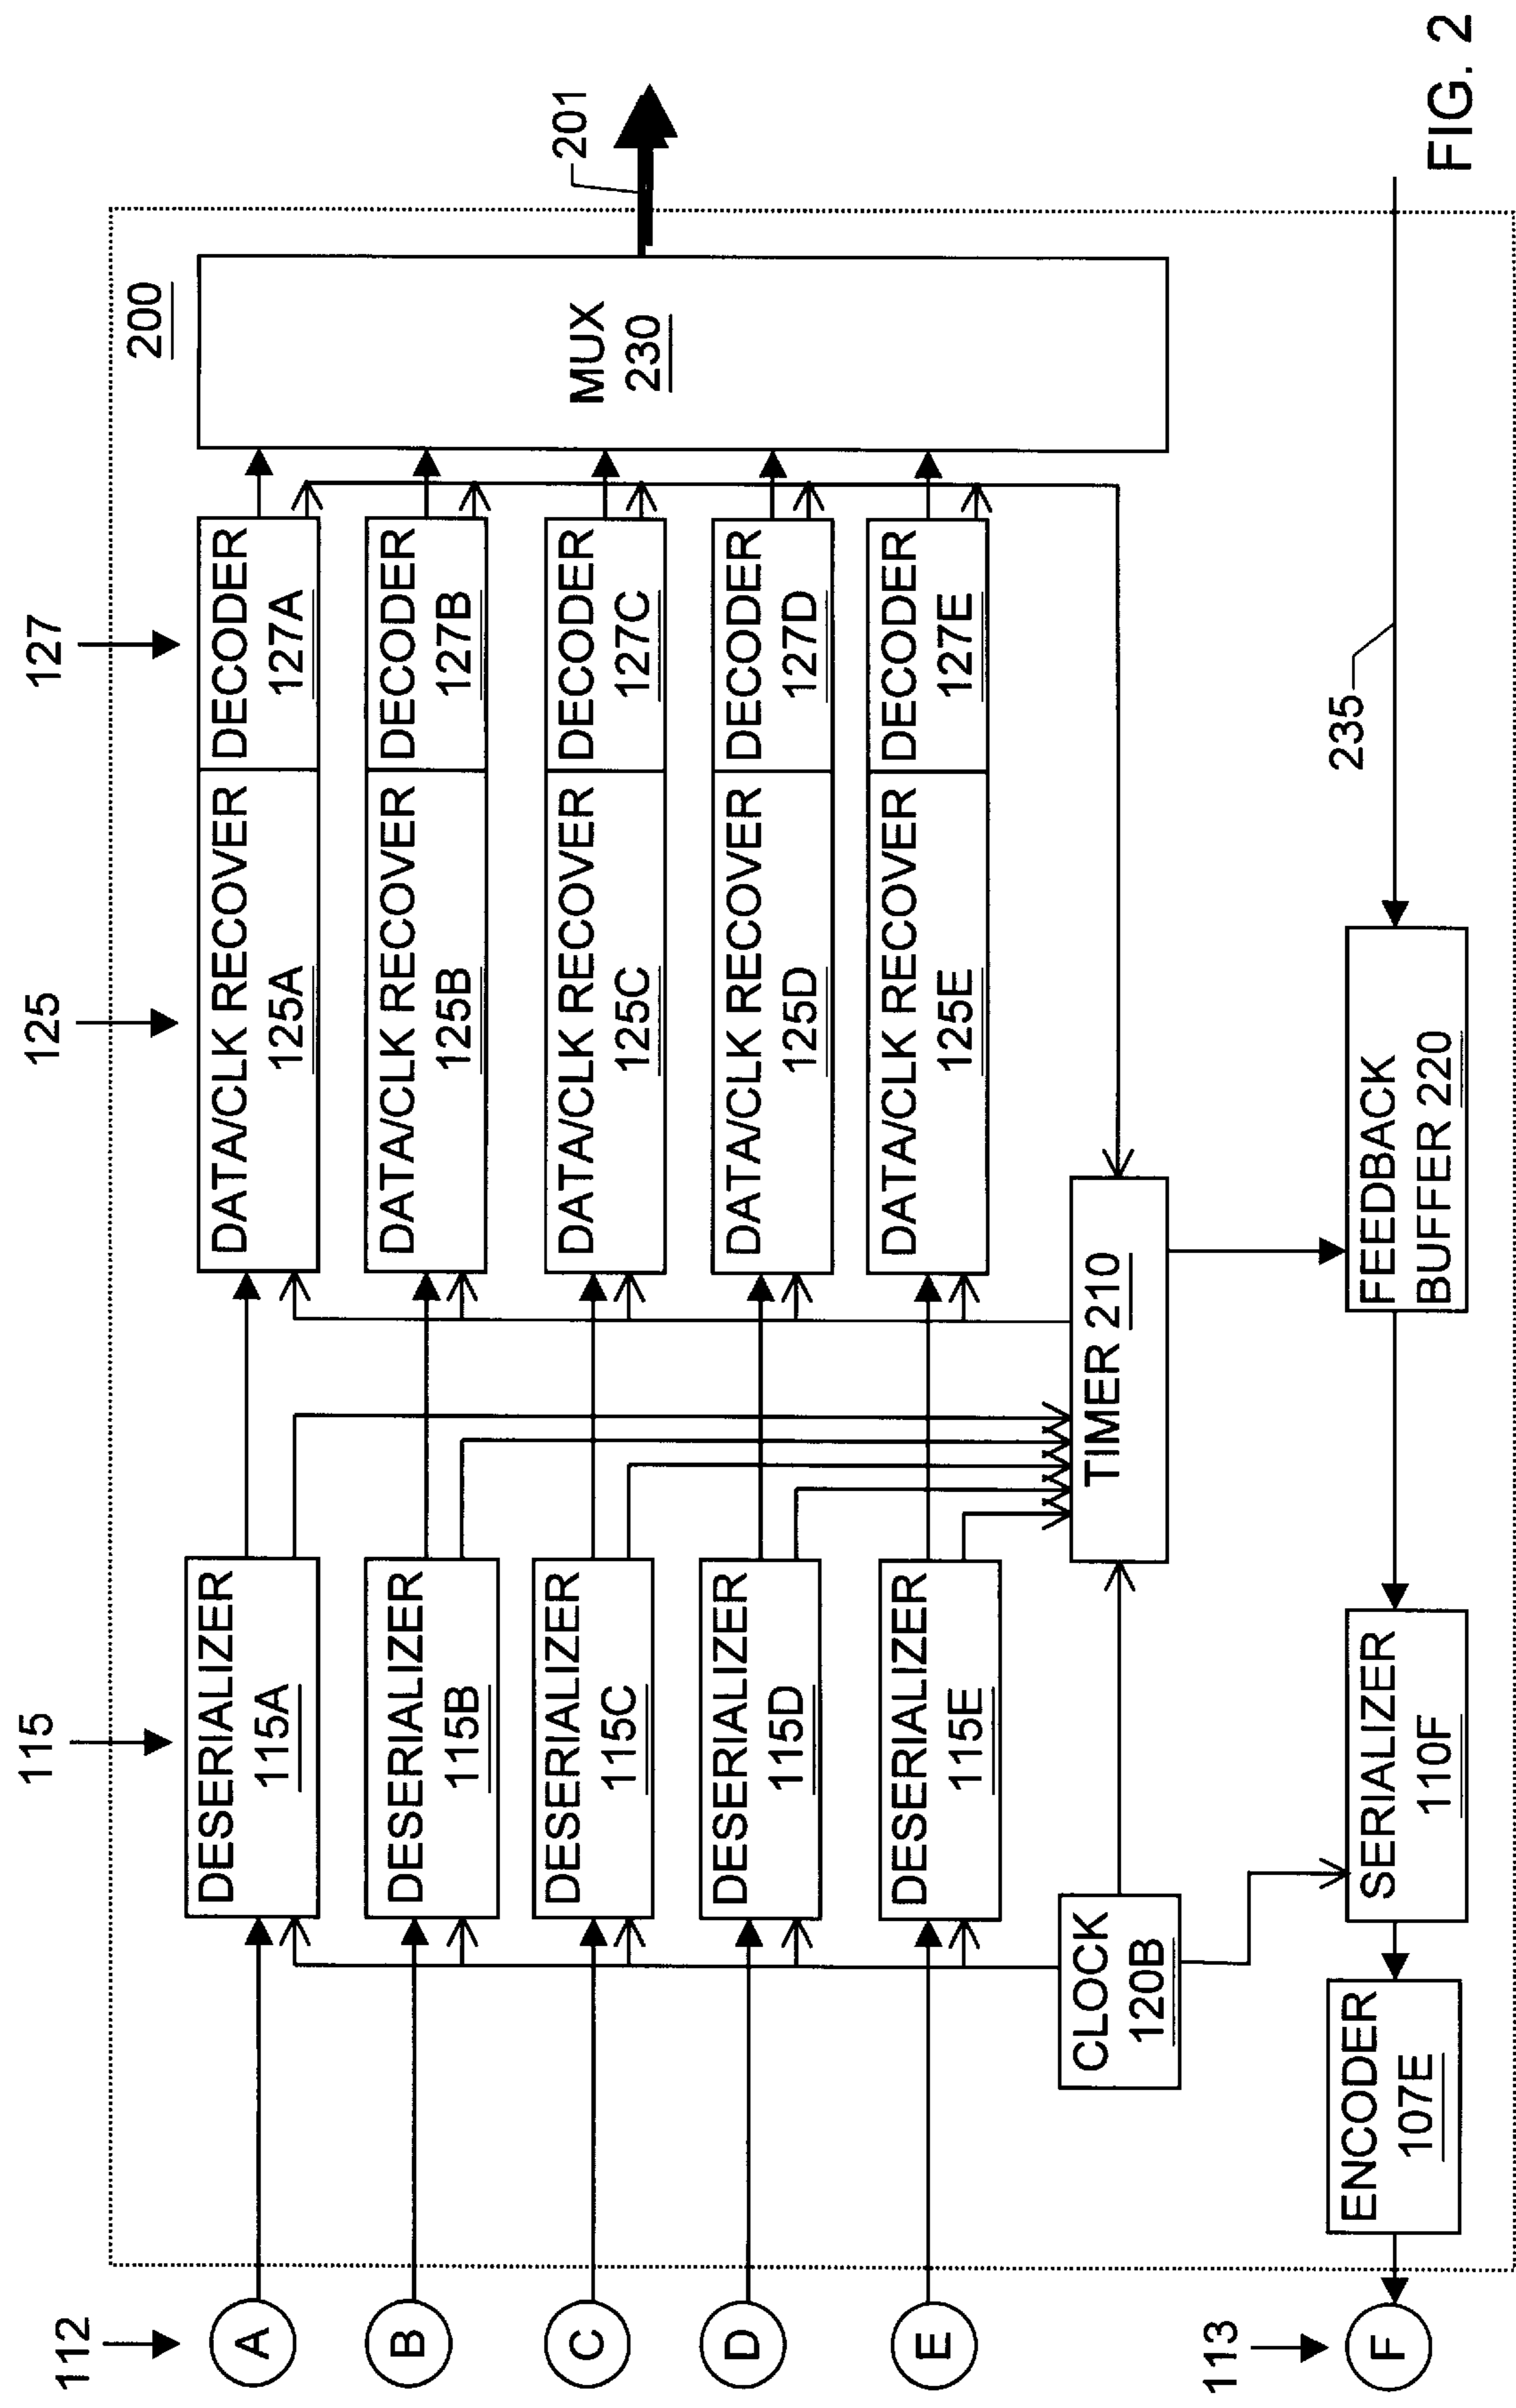 112
115
125
127
200
A
DESERIALIZER
115A
DATA/CLK RECOVER
125A
DECODER
127A
B
DESERIALIZER
115B
DATA/CLK RECOVER
125B
DECODER
127B
C
DESERIALIZER
115C
DATA/CLK RECOVER
125C
DECODER
127C
D
DESERIALIZER
115D
DATA/CLK RECOVER
125D
DECODER
127D
E
DESERIALIZER
115E
DATA/CLK RECOVER
125E
DECODER
127E
MUX
230
201
CLOCK
120B
TIMER 210
113
F
ENCODER
107E
SERIALIZER
110F
FEEDBACK
BUFFER 220
235
FIG. 2